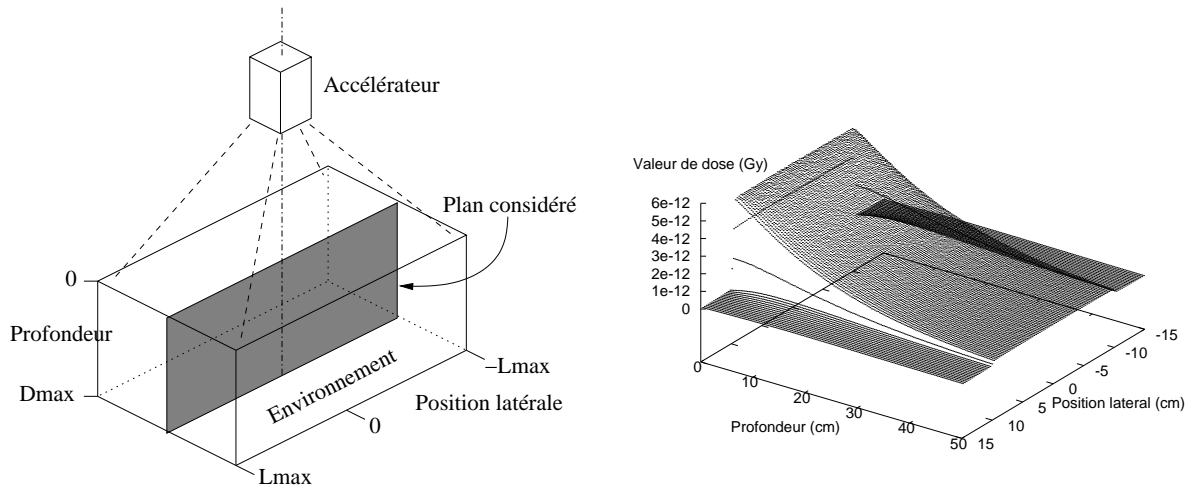 Accélérateur
Plan considéré
0
Profondeur
Dmax
Environnement
−Lmax
Position latérale
0
Lmax
Valeur de dose (Gy)
6e-12
5e-12
4e-12
3e-12
2e-12
1e-12
0
0
10
20
30
40
50
Profondeur (cm)
15
10
5
0
-5
-10
-15
Position lateral (cm)